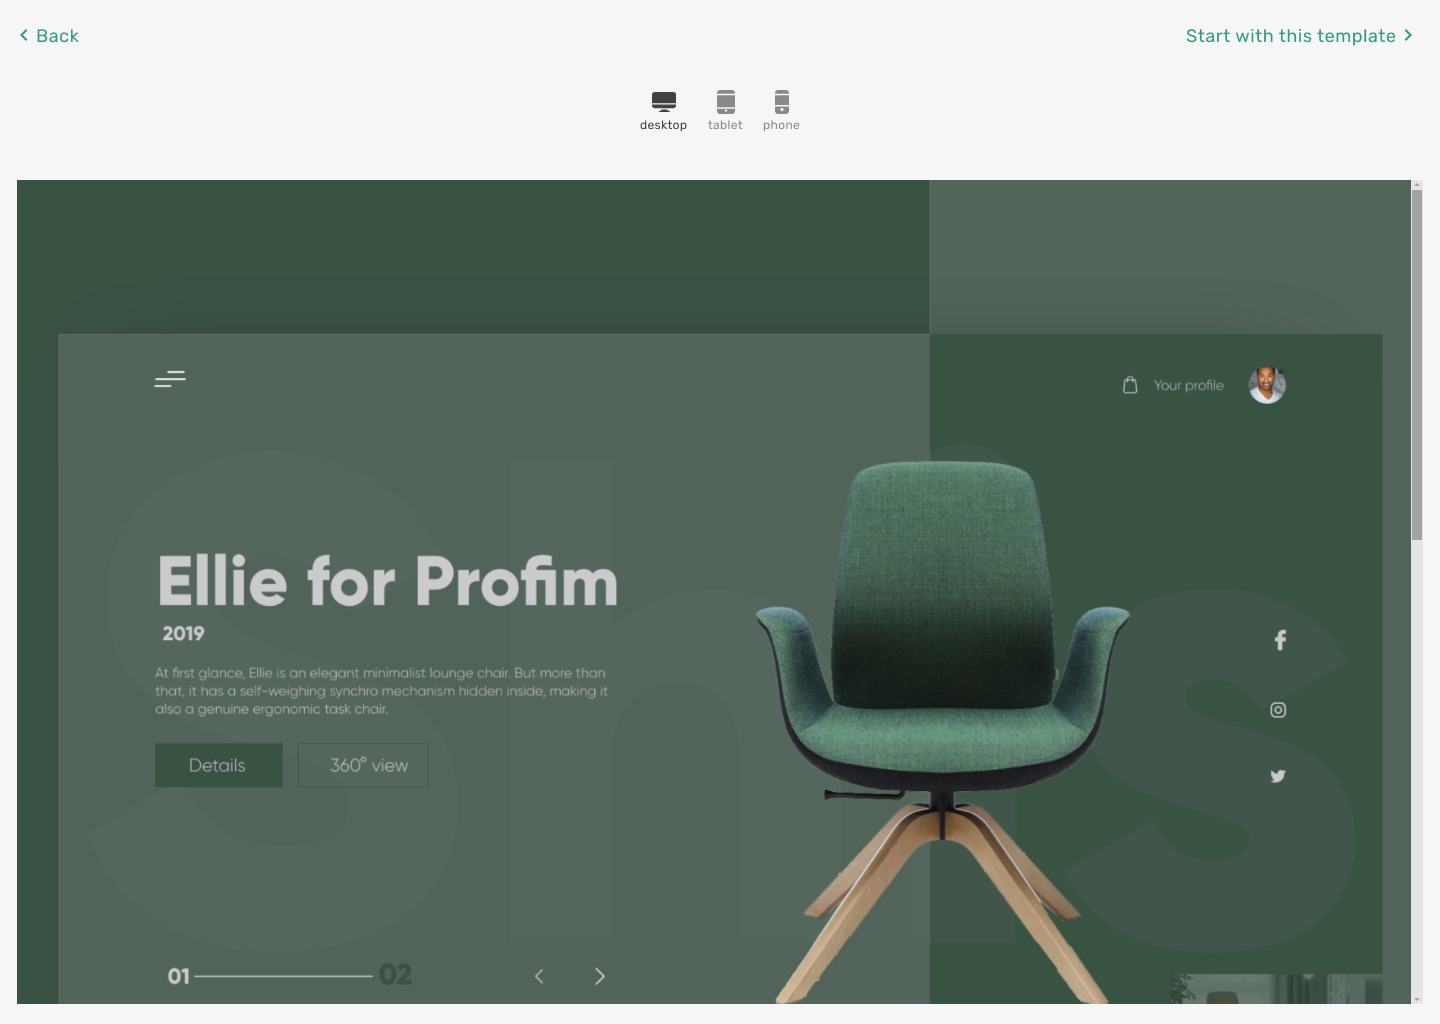 Back
Start with this template
desktop
tablet
phone
Your profile
Ellie for Profim
2019
At first glance, Ellie is an elegant minimalist lounge chair. But more than
that, it has a self-weighing synchro mechanism hidden inside, making it
also a genuine ergonomic task chair.
Details
360° view
01
02